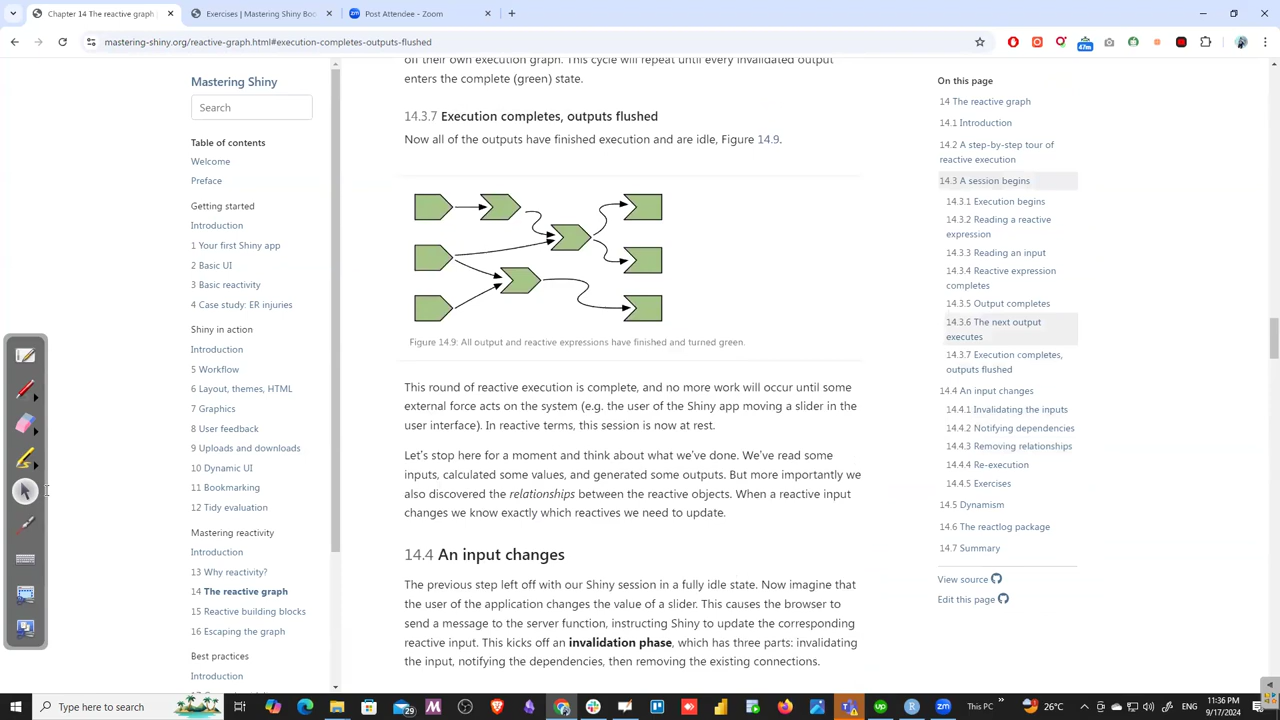 Chapter 14 The reactive graph
Exercises | Mastering Shiny Boo
Post Attendee - Zoom
mastering-shiny.org/reactive-graph.html#execution-completes-outputs-flushed
47m
Mastering Shiny
Search
Table of contents
Welcome
Preface
Getting started
Introduction
1 Your first Shiny app
2 Basic UI
3 Basic reactivity
4 Case study: ER injuries
Shiny in action
Introduction
5 Workflow
6 Layout, themes, HTML
7 Graphics
8 User feedback
9 Uploads and downloads
10 Dynamic UI
11 Bookmarking
12 Tidy evaluation
Mastering reactivity
Introduction
13 Why reactivity?
14 The reactive graph
15 Reactive building blocks
16 Escaping the graph
Best practices
Introduction
off their own execution graph. This cycle will repeat until every invalidated output
enters the complete (green) state.
14.3.7 Execution completes, outputs flushed
Now all of the outputs have finished execution and are idle, Figure 14.9.
Figure 14.9: All output and reactive expressions have finished and turned green.
This round of reactive execution is complete, and no more work will occur until some
external force acts on the system (e.g. the user of the Shiny app moving a slider in the
user interface). In reactive terms, this session is now at rest.
Let's stop here for a moment and think about what we've done. We've read some
inputs, calculated some values, and generated some outputs. But more importantly we
also discovered the relationships between the reactive objects. When a reactive input
changes we know exactly which reactives we need to update.
14.4 An input changes
The previous step left off with our Shiny session in a fully idle state. Now imagine that
the user of the application changes the value of a slider. This causes the browser to
send a message to the server function, instructing Shiny to update the corresponding
reactive input. This kicks off an invalidation phase, which has three parts: invalidating
the input, notifying the dependencies, then removing the existing connections.
On this page
14 The reactive graph
14.1 Introduction
14.2 A step-by-step tour of
reactive execution
14.3 A session begins
14.3.1 Execution begins
14.3.2 Reading a reactive
expression
14.3.3 Reading an input
14.3.4 Reactive expression
completes
14.3.5 Output completes
14.3.6 The next output
executes
14.3.7 Execution completes,
outputs flushed
14.4 An input changes
14.4.1 Invalidating the inputs
14.4.2 Notifying dependencies
14.4.3 Removing relationships
14.4.4 Re-execution
14.4.5 Exercises
14.5 Dynamism
14.6 The reactlog package
14.7 Summary
View source
Edit this page
Type here to search
29
This PC
26°C
11:36 PM
9/17/2024